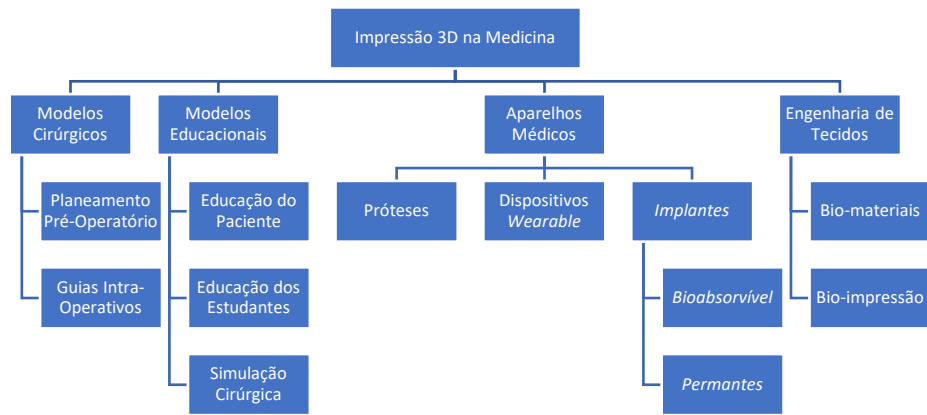 Impressão 3D na Medicina
Modelos
Cirúrgicos
Modelos
Educacionais
Aparelhos
Médicos
Engenharia de
Tecidos
Planeamento
Pré-Operatório
Educação do
Paciente
Próteses
Dispositivos
Wearable
Implantes
Bio-materiais
Guias Intra-
Operativos
Educação dos
Estudantes
Bioabsorvível
Bio-impressão
Simulação
Cirúrgica
Permantes